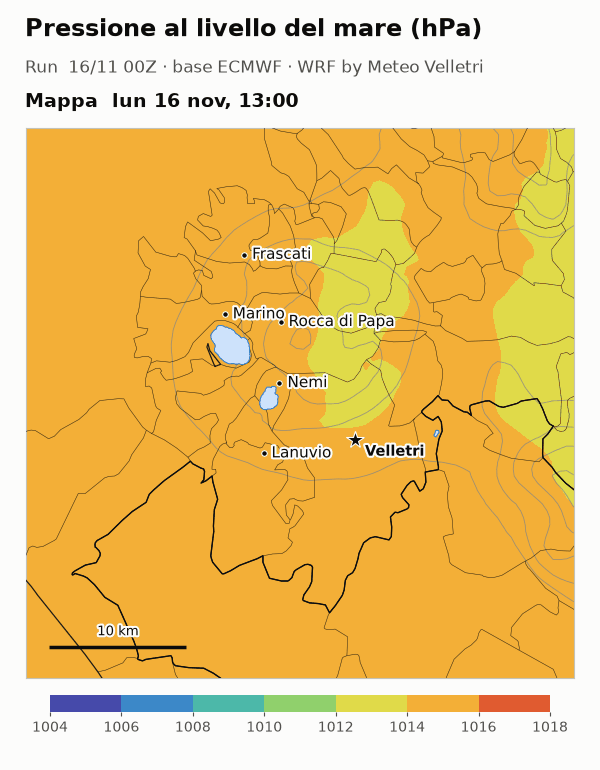 Pressione al livello del mare (hPa)
Run  16/11 00Z · base ECMWF · WRF by Meteo Velletri
Mappa  lun 16 nov, 13:00
Frascati
Marino
Rocca di Papa
Nemi
Velletri
Lanuvio
10 km
1004 1006 1008 1010 1012 1014 1016 1018